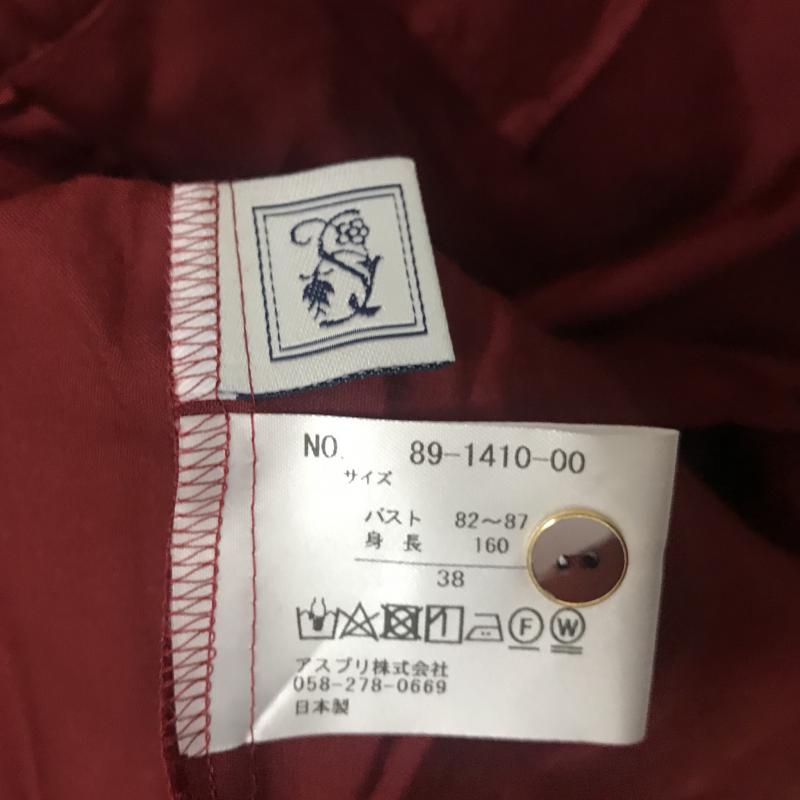 NO. 89-1410-00
サイズ
バスト 82～87
身長 160
38
F W
アスプリ株式会社
058-278-0669
日本製